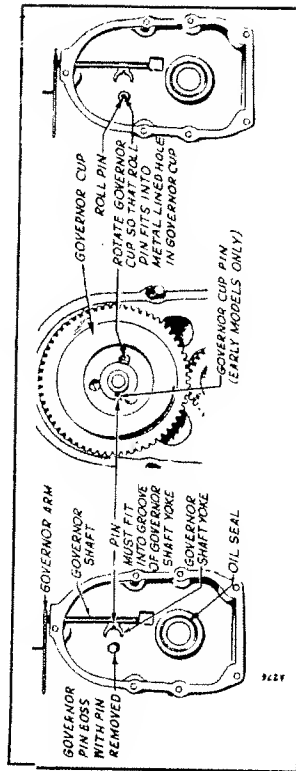 GOVERNOR ARM
GOVERNOR
SHAFT
GOVERNOR
PIN BOSS
WITH PIN
REMOVED
PIN
MUST FIT
INTO GROOVE
OF GOVERNOR
SHAFT YOKE
GOVERNOR
SHAFT YOKE
OIL SEAL
GOVERNOR CUP
GOVERNOR CUP PIN
(EARLY MODELS ONLY)
ROLL PIN
ROTATE GOVERNOR
CUP SO THAT ROLL
PIN FITS INTO
METAL LINED HOLE
IN GOVERNOR CUP